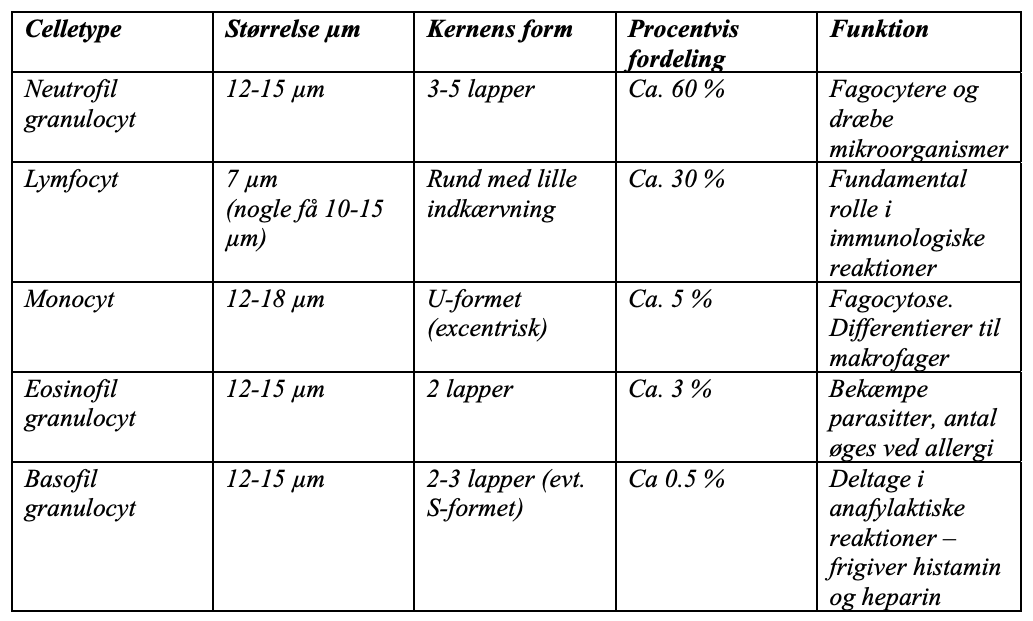 Celletype
Størrelse µm
Kernens form
Procentvis
fordeling
Funktion
Neutrofil
granulocyt
12-15 µm
3-5 lapper
Ca. 60 %
Fagocytere og
dræbe
mikroorganismer
Lymfocyt
7 µm
(nogle få 10-15
µm)
Rund med lille
indkærvning
Ca. 30 %
Fundamental
rolle i
immunologiske
reaktioner
Monocyt
12-18 µm
U-formet
(excentrisk)
Ca. 5 %
Fagocytose.
Differentierer til
makrofager
Eosinofil
granulocyt
12-15 µm
2 lapper
Ca. 3 %
Bekæmpe
parasitter, antal
øges ved allergi
Basofil
granulocyt
12-15 µm
2-3 lapper (evt.
S-formet)
Ca 0.5 %
Deltage i
anafylaktiske
reaktioner –
frigiver histamin
og heparin